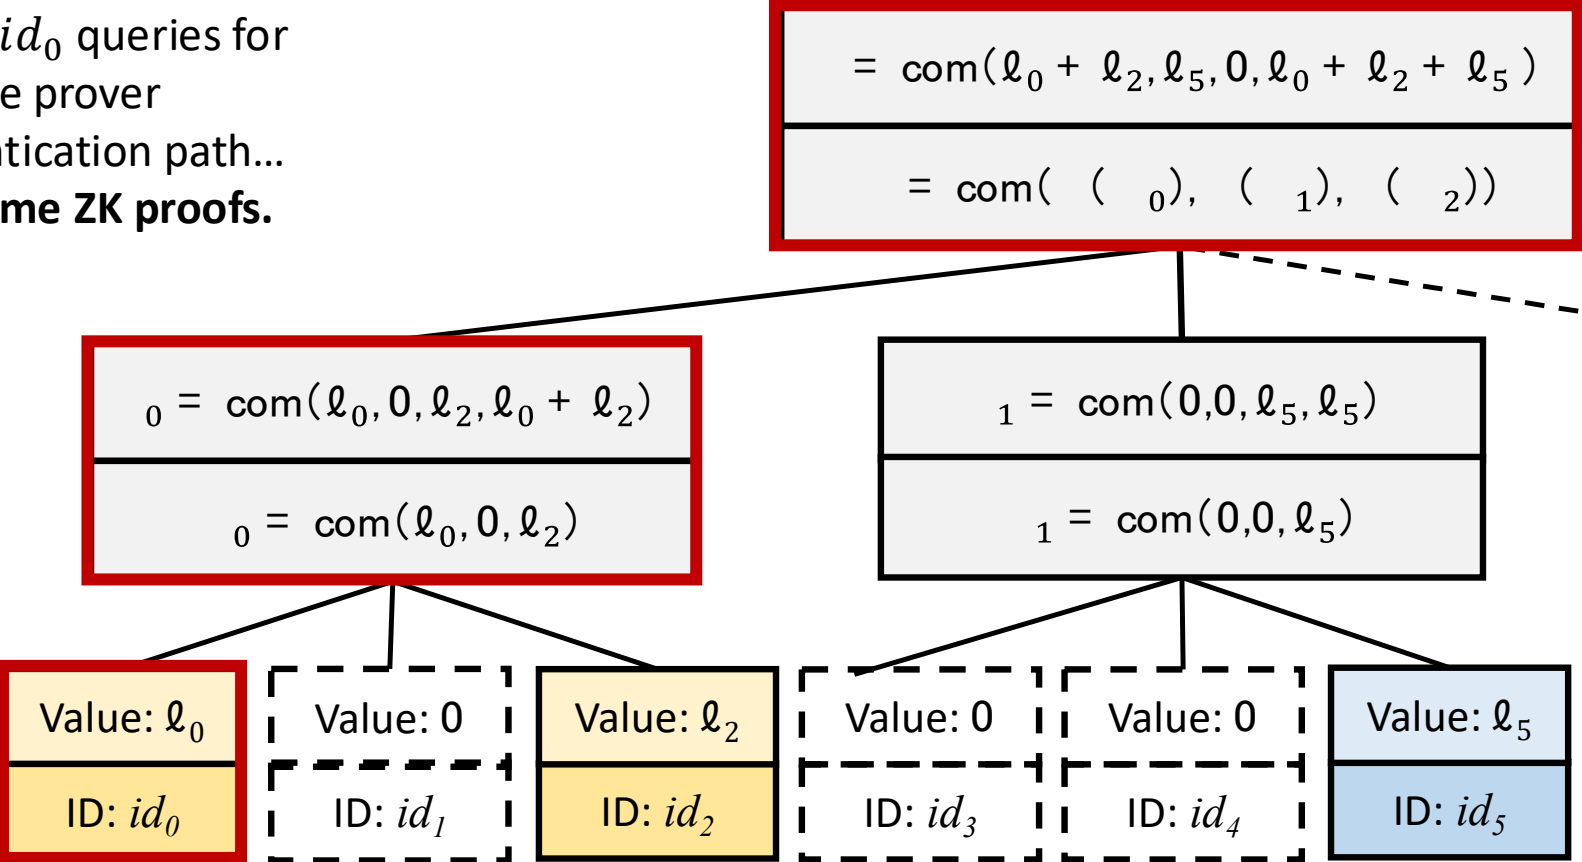 id₀ queries for
e prover
tication path...
me ZK proofs.
= com(ℓ₀ + ℓ₂,ℓ₅,0,ℓ₀ + ℓ₂ + ℓ₅ )
= com( ( ₀), ( ₁), ( ₂))
₀ = com(ℓ₀,0,ℓ₂,ℓ₀ + ℓ₂)
₀ = com(ℓ₀,0,ℓ₂)
₁ = com(0,0,ℓ₅,ℓ₅)
₁ = com(0,0,ℓ₅)
Value: ℓ₀
ID: id₀
Value: 0
ID: id₁
Value: ℓ₂
ID: id₂
Value: 0
ID: id₃
Value: 0
ID: id₄
Value: ℓ₅
ID: id₅